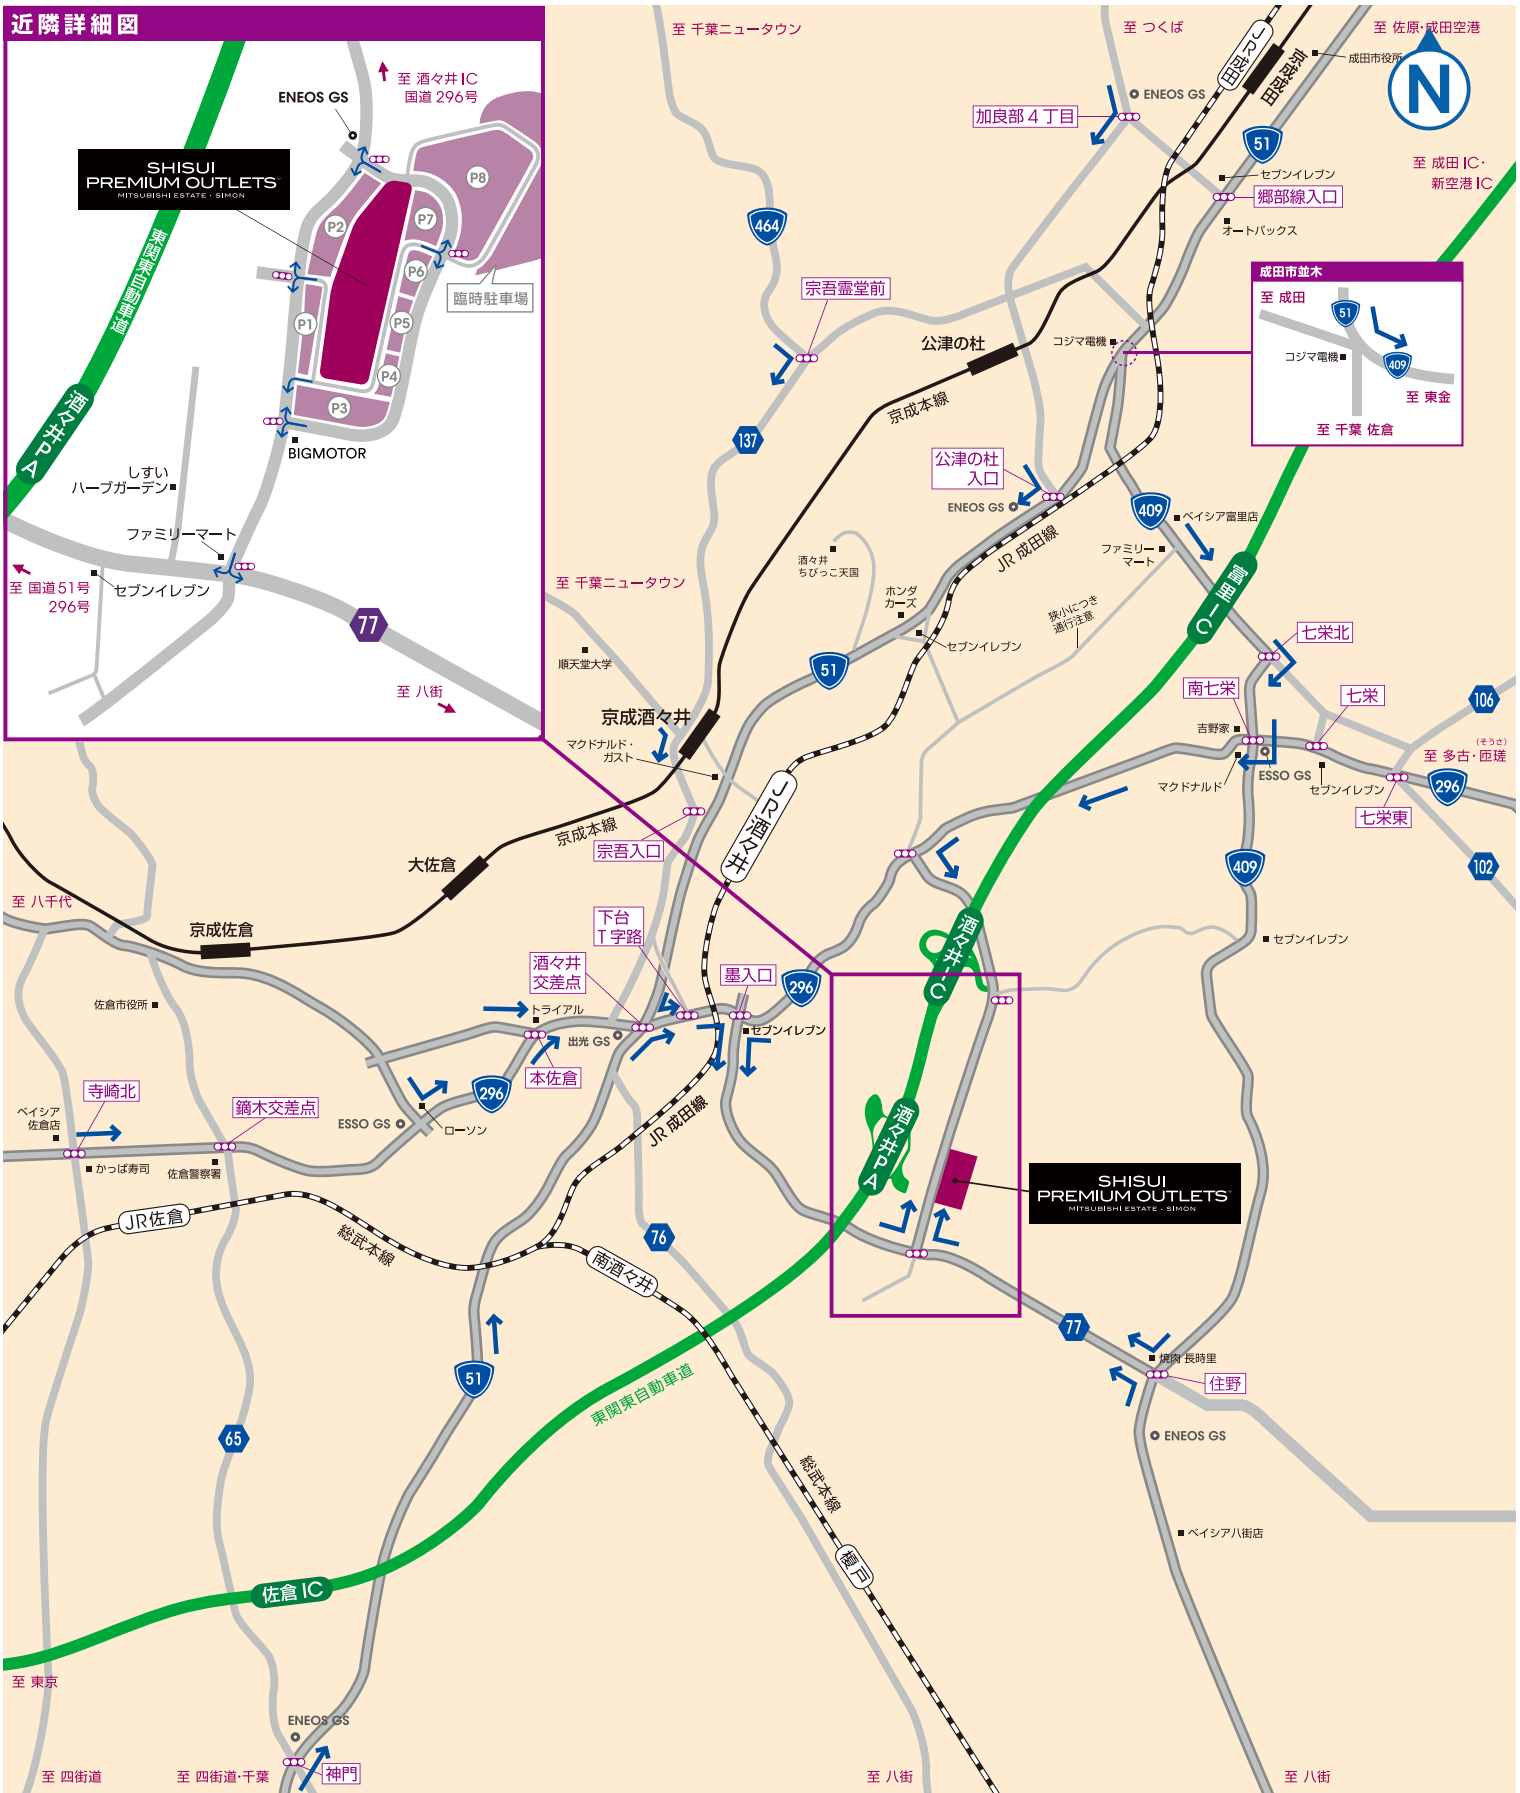 近隣詳細図
至 酒々井 IC
国道 296号
ENEOS GS
SHISUI
PREMIUM OUTLETS
MITSUBISHI ESTATE · SIMON
東関東自動車道
P8
P7
P2
P6
臨時駐車場
P1
P5
P4
P3
BIGMOTOR
酒々井PA
しすい
ハーブガーデン
ファミリーマート
至 国道51号
296号
セブンイレブン
77
至 八街
至 千葉ニュータウン
至 つくば
至 佐原・成田空港
JR成田
京成成田
成田市役所
N
ENEOS GS
加良部４丁目
51
至 成田 IC・
新空港 IC
セブンイレブン
郷部線入口
オートバックス
464
成田市並木
至 成田
51
コジマ電機
409
至 東金
至 千葉 佐倉
宗吾霊堂前
公津の杜
コジマ電機
京成本線
137
公津の杜
入口
ENEOS GS
409
ベイシア富里店
JR 成田線
ファミリー
マート
酒々井
ちびっこ天国
至 千葉ニュータウン
ホンダ
カーズ
狭小につき
通行注意
富里IC
セブンイレブン
七栄北
順天堂大学
51
南七栄
七栄
106
京成酒々井
吉野家
マクドナルド・
ガスト
(そうさ)
至 多古・匝瑳
ESSO GS
マクドナルド
セブンイレブン
296
七栄東
JR酒々井
京成本線
宗吾入口
大佐倉
409
102
至 八千代
京成佐倉
下台
T 字路
酒々井IC
セブンイレブン
酒々井
交差点
墨入口
296
佐倉市役所
トライアル
出光 GS
セブンイレブン
本佐倉
寺崎北
296
鏑木交差点
ベイシア
佐倉店
ESSO GS
ローソン
JR 成田線
酒々井PA
かっぱ寿司
佐倉警察署
SHISUI
PREMIUM OUTLETS
MITSUBISHI ESTATE · SIMON
JR佐倉
総武本線
76
南酒々井
77
焼肉 長時里
住野
51
東関東自動車道
65
ENEOS GS
総武本線
ベイシア八街店
榎戸
佐倉 IC
至 東京
ENEOS GS
至 四街道
至 四街道・千葉
神門
至 八街
至 八街